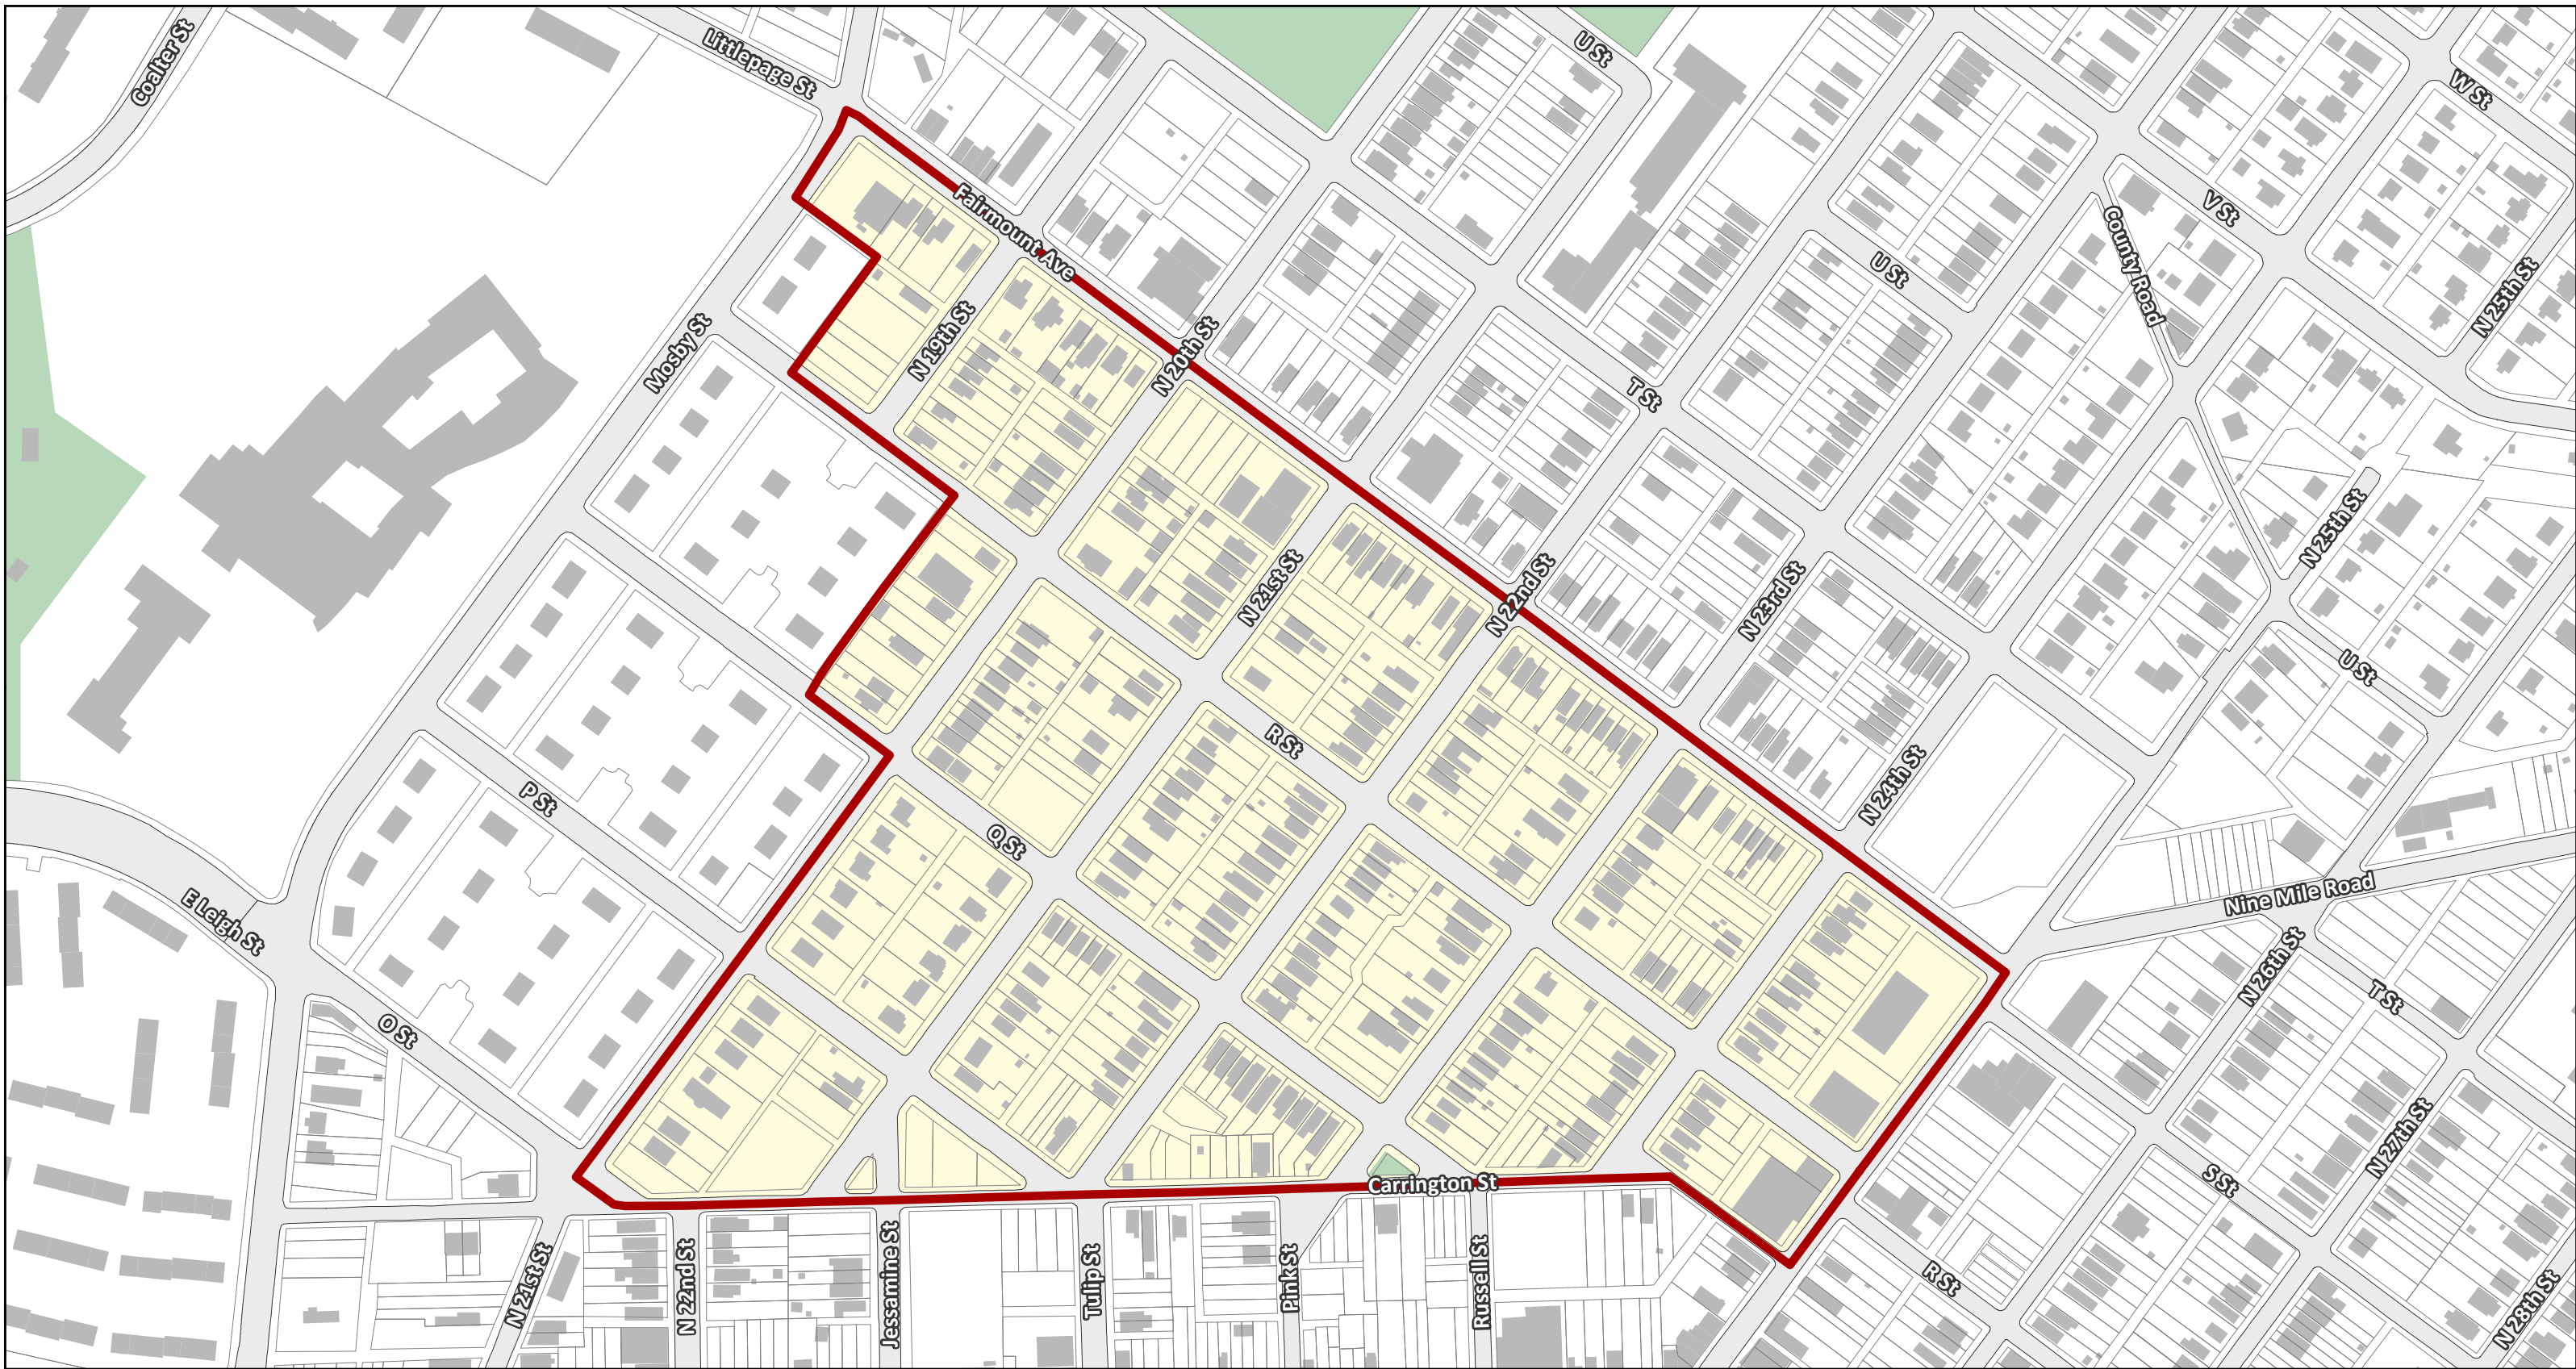 Coalter St
Littlepage St
U St
W St
V St
Fairmount Ave
County Road
U St
N 25th St
Mosby St
N 19th St
N 20th St
T St
N 25th St
N 21st St
N 22nd St
N 23rd St
U St
R St
N 24th St
P St
Q St
Nine Mile Road
E Leigh St
N 26th St
T St
O St
N 27th St
Carrington St
S St
N 21st St
N 22nd St
Jessamine St
Tulip St
Pink St
Russell St
R St
N 28th St